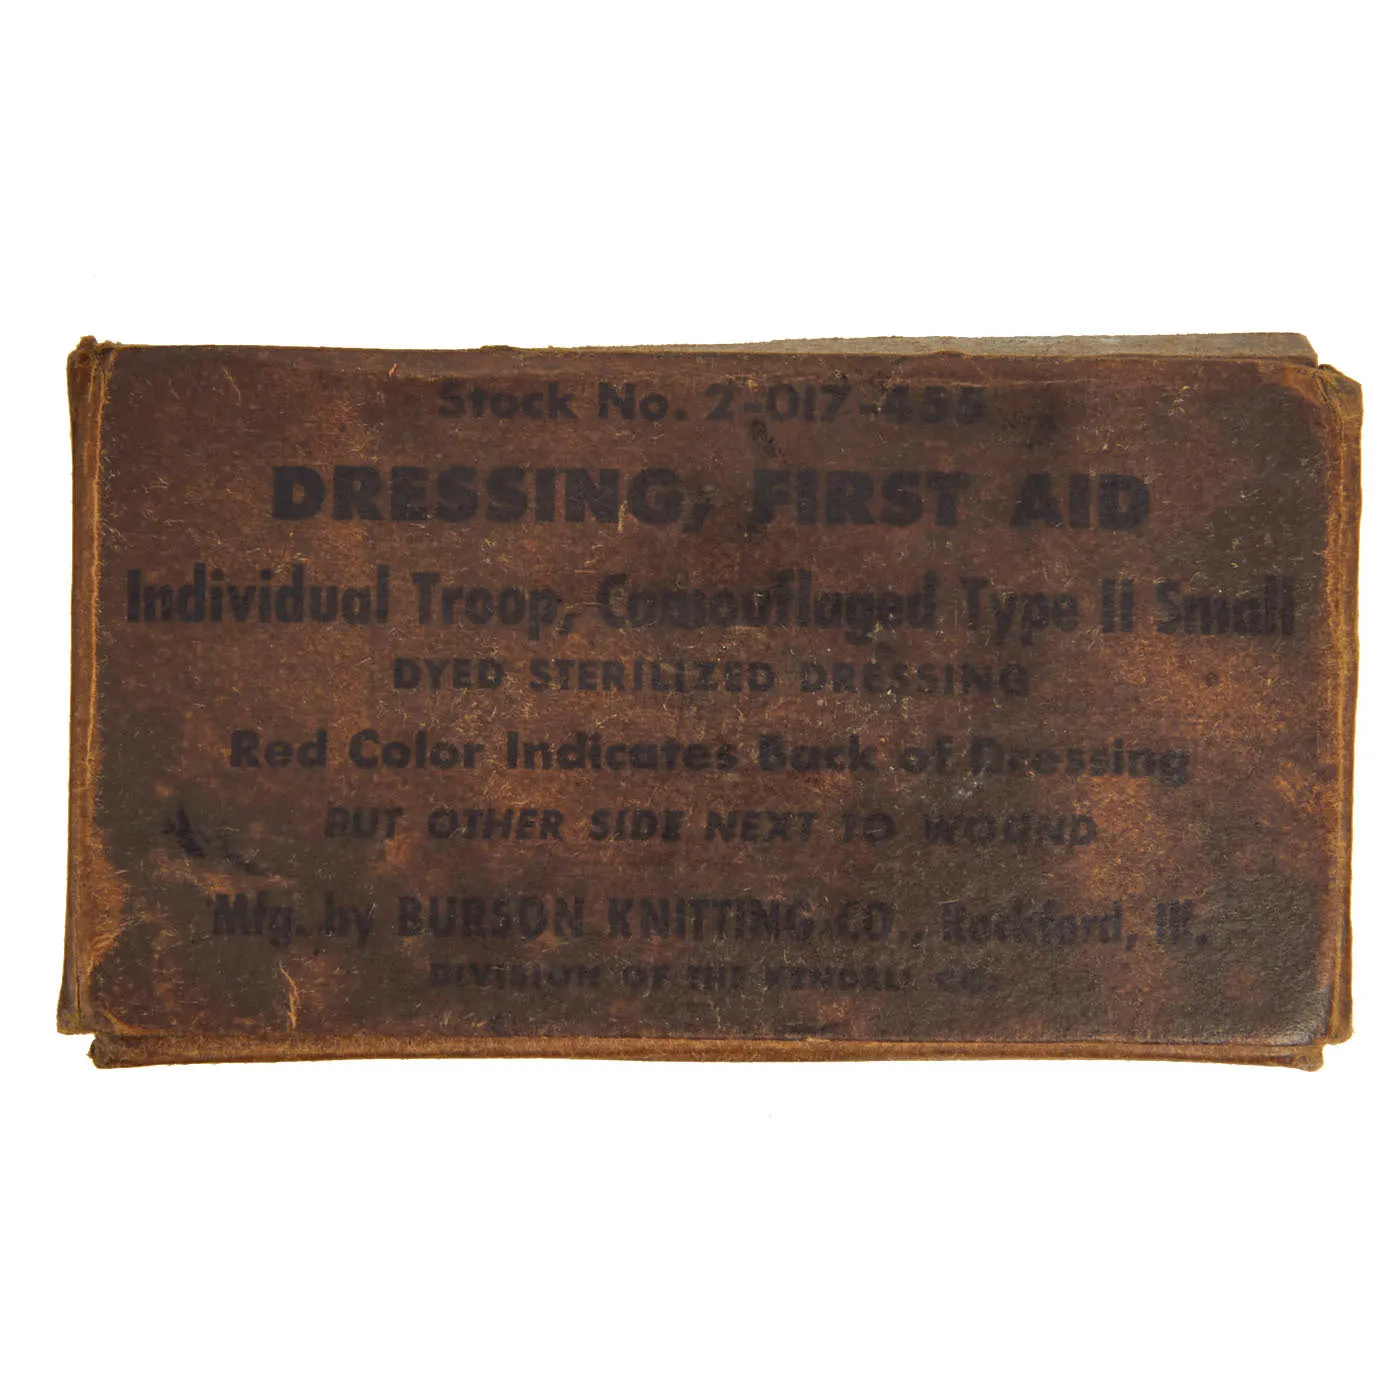 Stock No. 2-017-455
DRESSING, FIRST AID
Individual Troop, Camouflaged Type II Small
DYED STERILIZED DRESSING
Red Color Indicates Back of Dressing
PUT OTHER SIDE NEXT TO WOUND
Mfg. by BURSON KNITTING CO., Rockford, Ill.
DIVISION OF THE KENDALL CO.